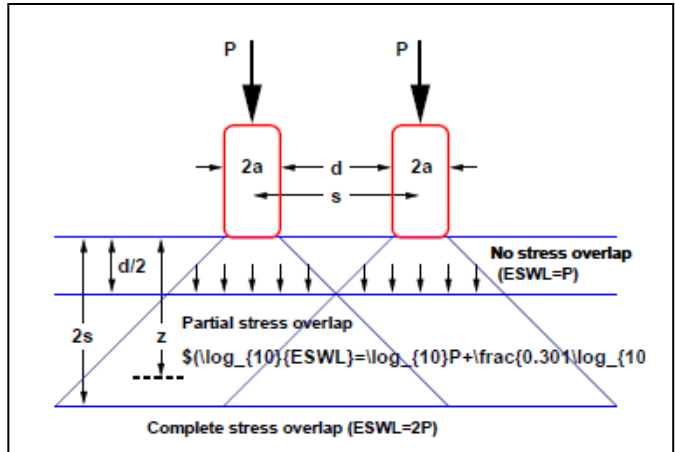 P P
2a d 2a
s
No stress overlap
(ESWL=P)
d/2
Partial stress overlap
2s z
$(\log_{10}{ESWL}=\log_{10}P+\frac{0.301\log_{10
Complete stress overlap (ESWL=2P)